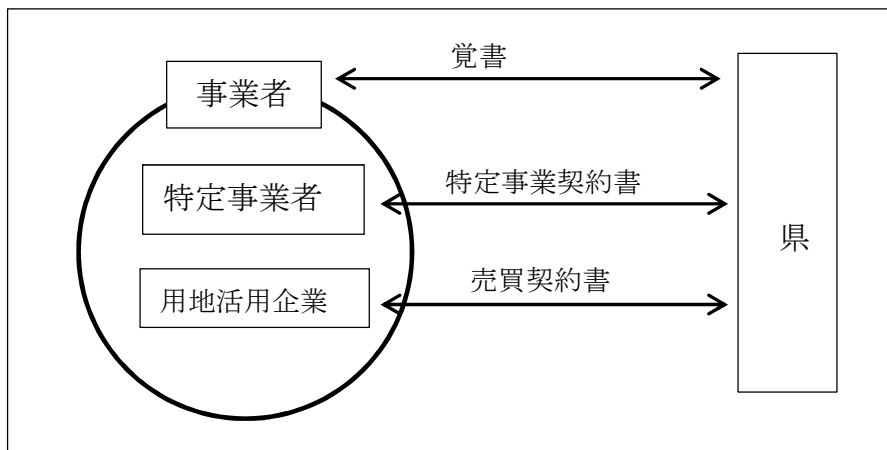 覚書
事業者
特定事業者
特定事業契約書
県
用地活用企業
売買契約書